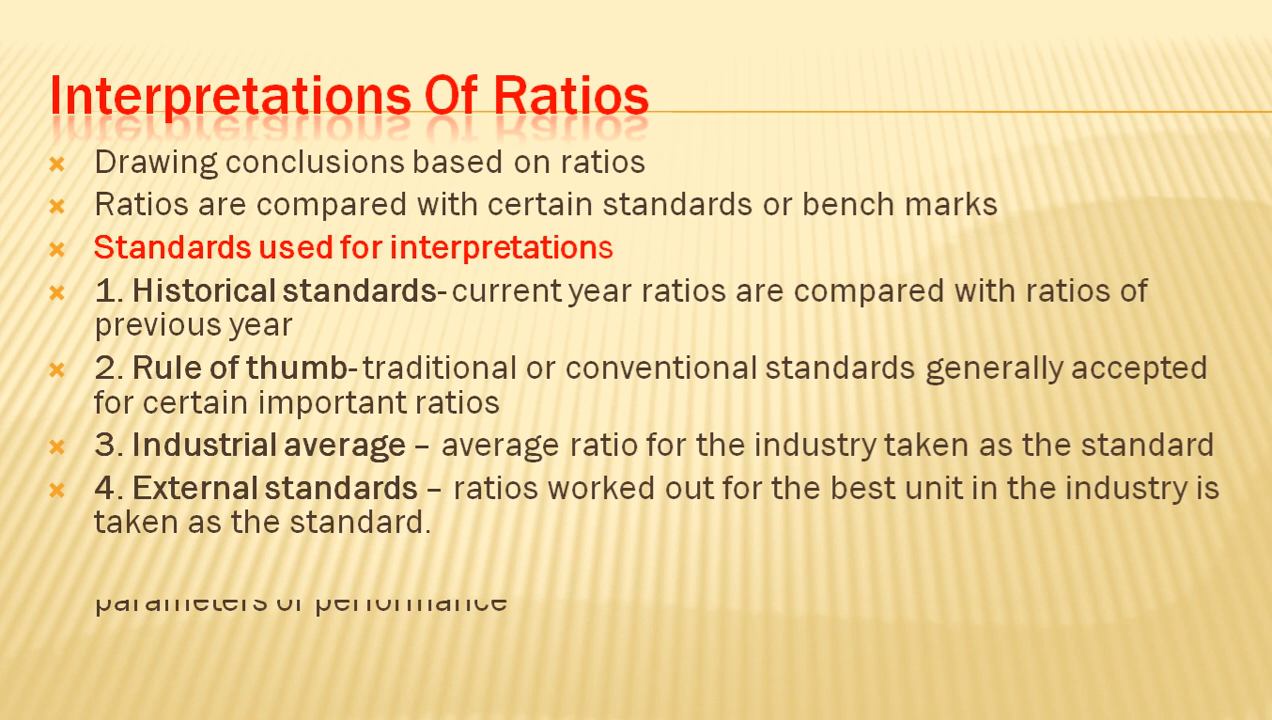 Interpretations Of Ratios
Drawing conclusions based on ratios
Ratios are compared with certain standards or bench marks
Standards used for interpretations
1. Historical standards- current year ratios are compared with ratios of
previous year
2. Rule of thumb- traditional or conventional standards generally accepted
for certain important ratios
3. Industrial average – average ratio for the industry taken as the standard
4. External standards – ratios worked out for the best unit in the industry is
taken as the standard.
parameters of performance